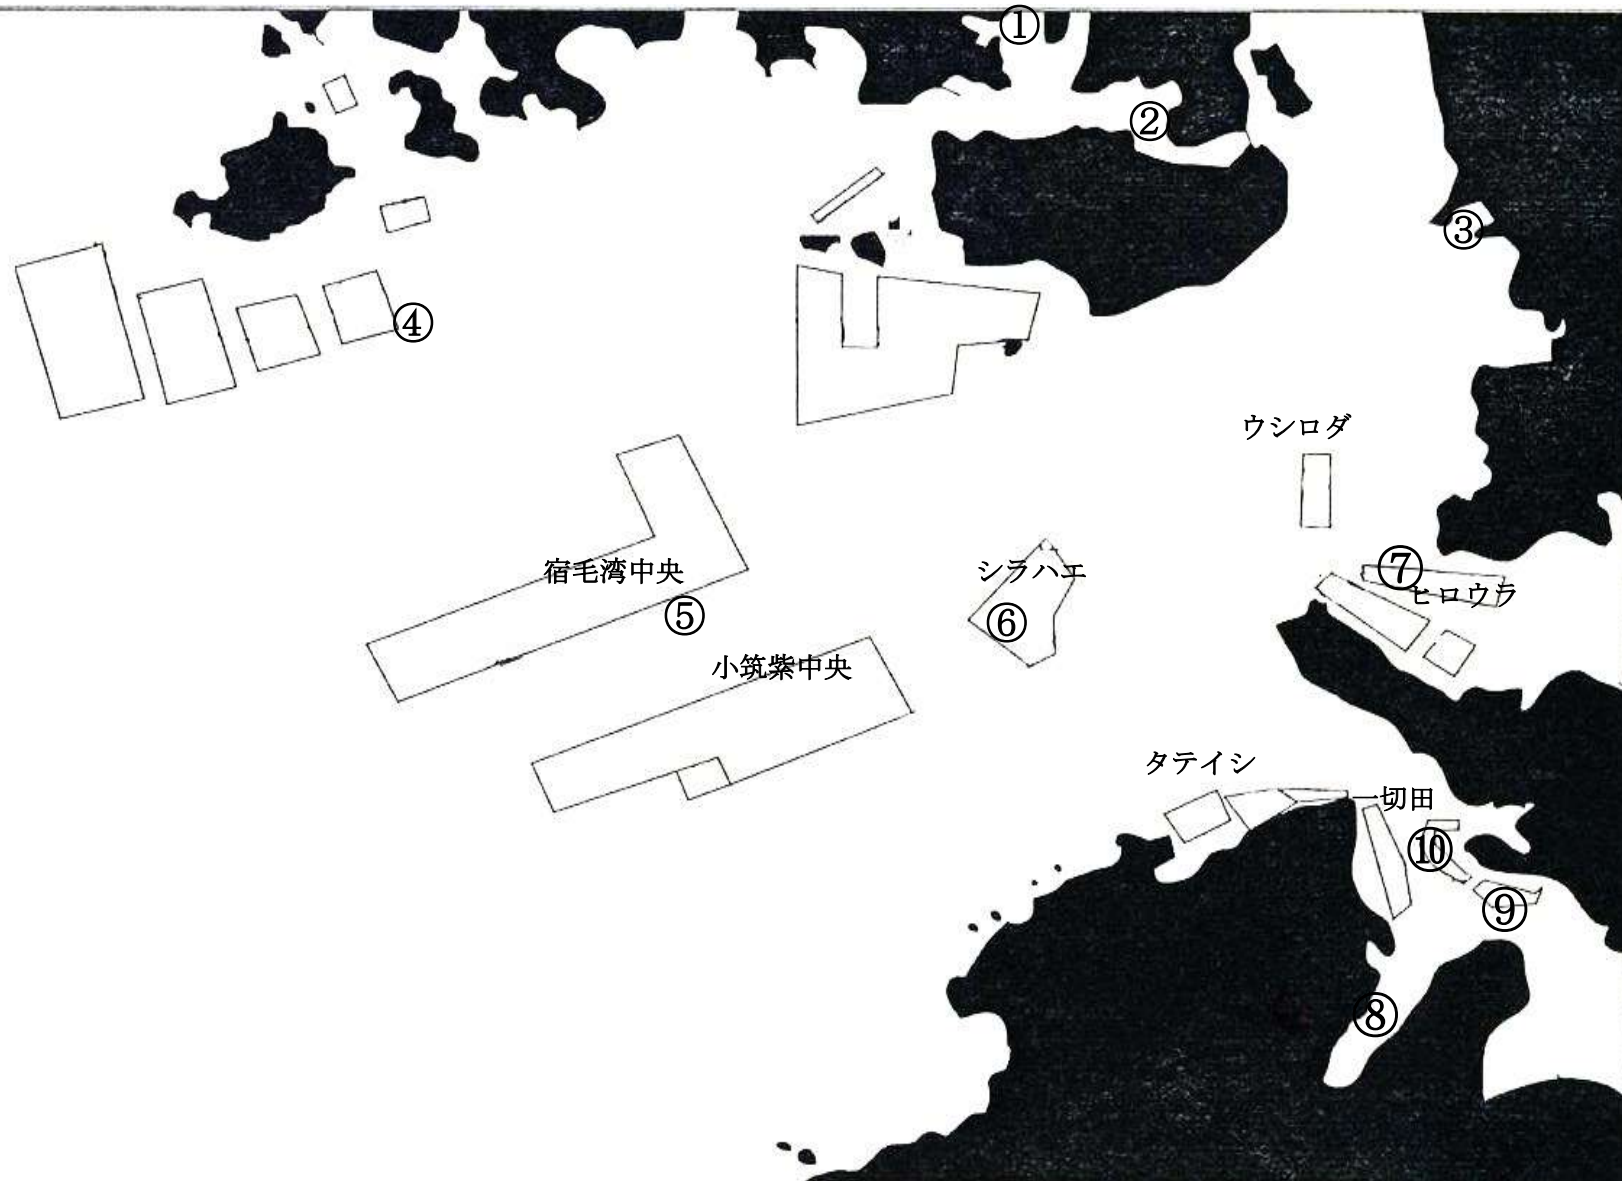 ①
②
③
④
ウシロダ
宿毛湾中央
シラハエ
⑦
ヒロウラ
⑤
⑥
小筑紫中央
タテイシ
一切田
⑩
⑨
⑧